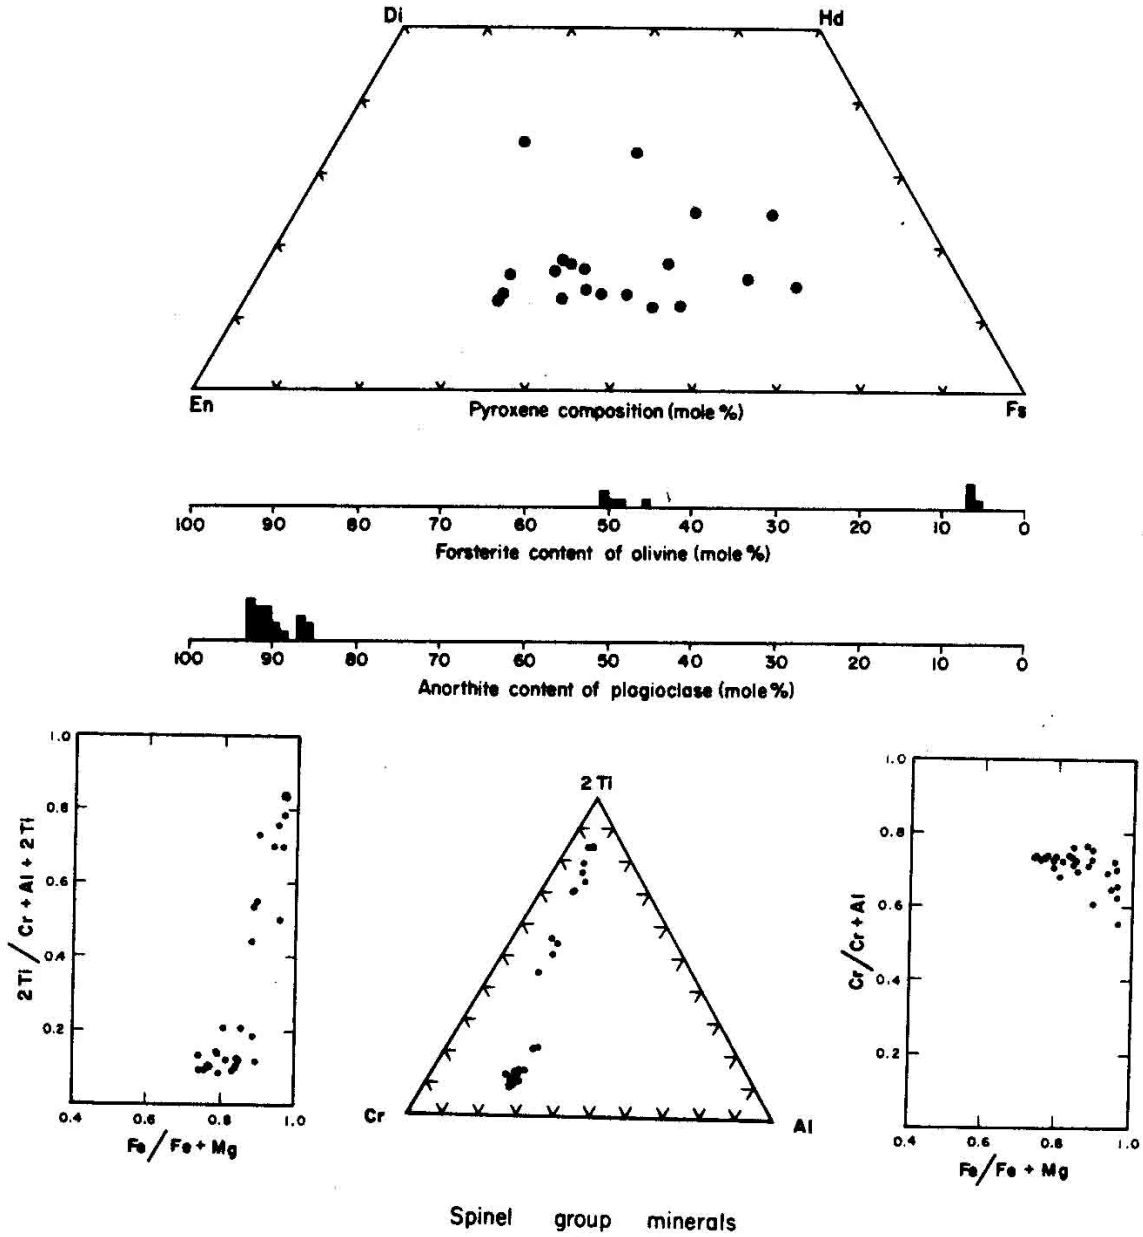 Di Hd
En Fs
Pyroxene composition (mole %)
100 90 80 70 60 50 40 30 20 10 0
Forsterite content of olivine (mole %)
100 90 80 70 60 50 40 30 20 10 0
Anorthite content of plagioclase (mole %)
1.0
0.8
0.6
0.4
0.2
0.4 0.6 0.8 1.0
2Ti / Cr + Al + 2Ti
Fe / Fe + Mg
2 Ti
Cr Al
1.0
0.8
0.6
0.4
0.2
0.4 0.6 0.8 1.0
Cr / Cr + Al
Fe / Fe + Mg
Spinel group minerals